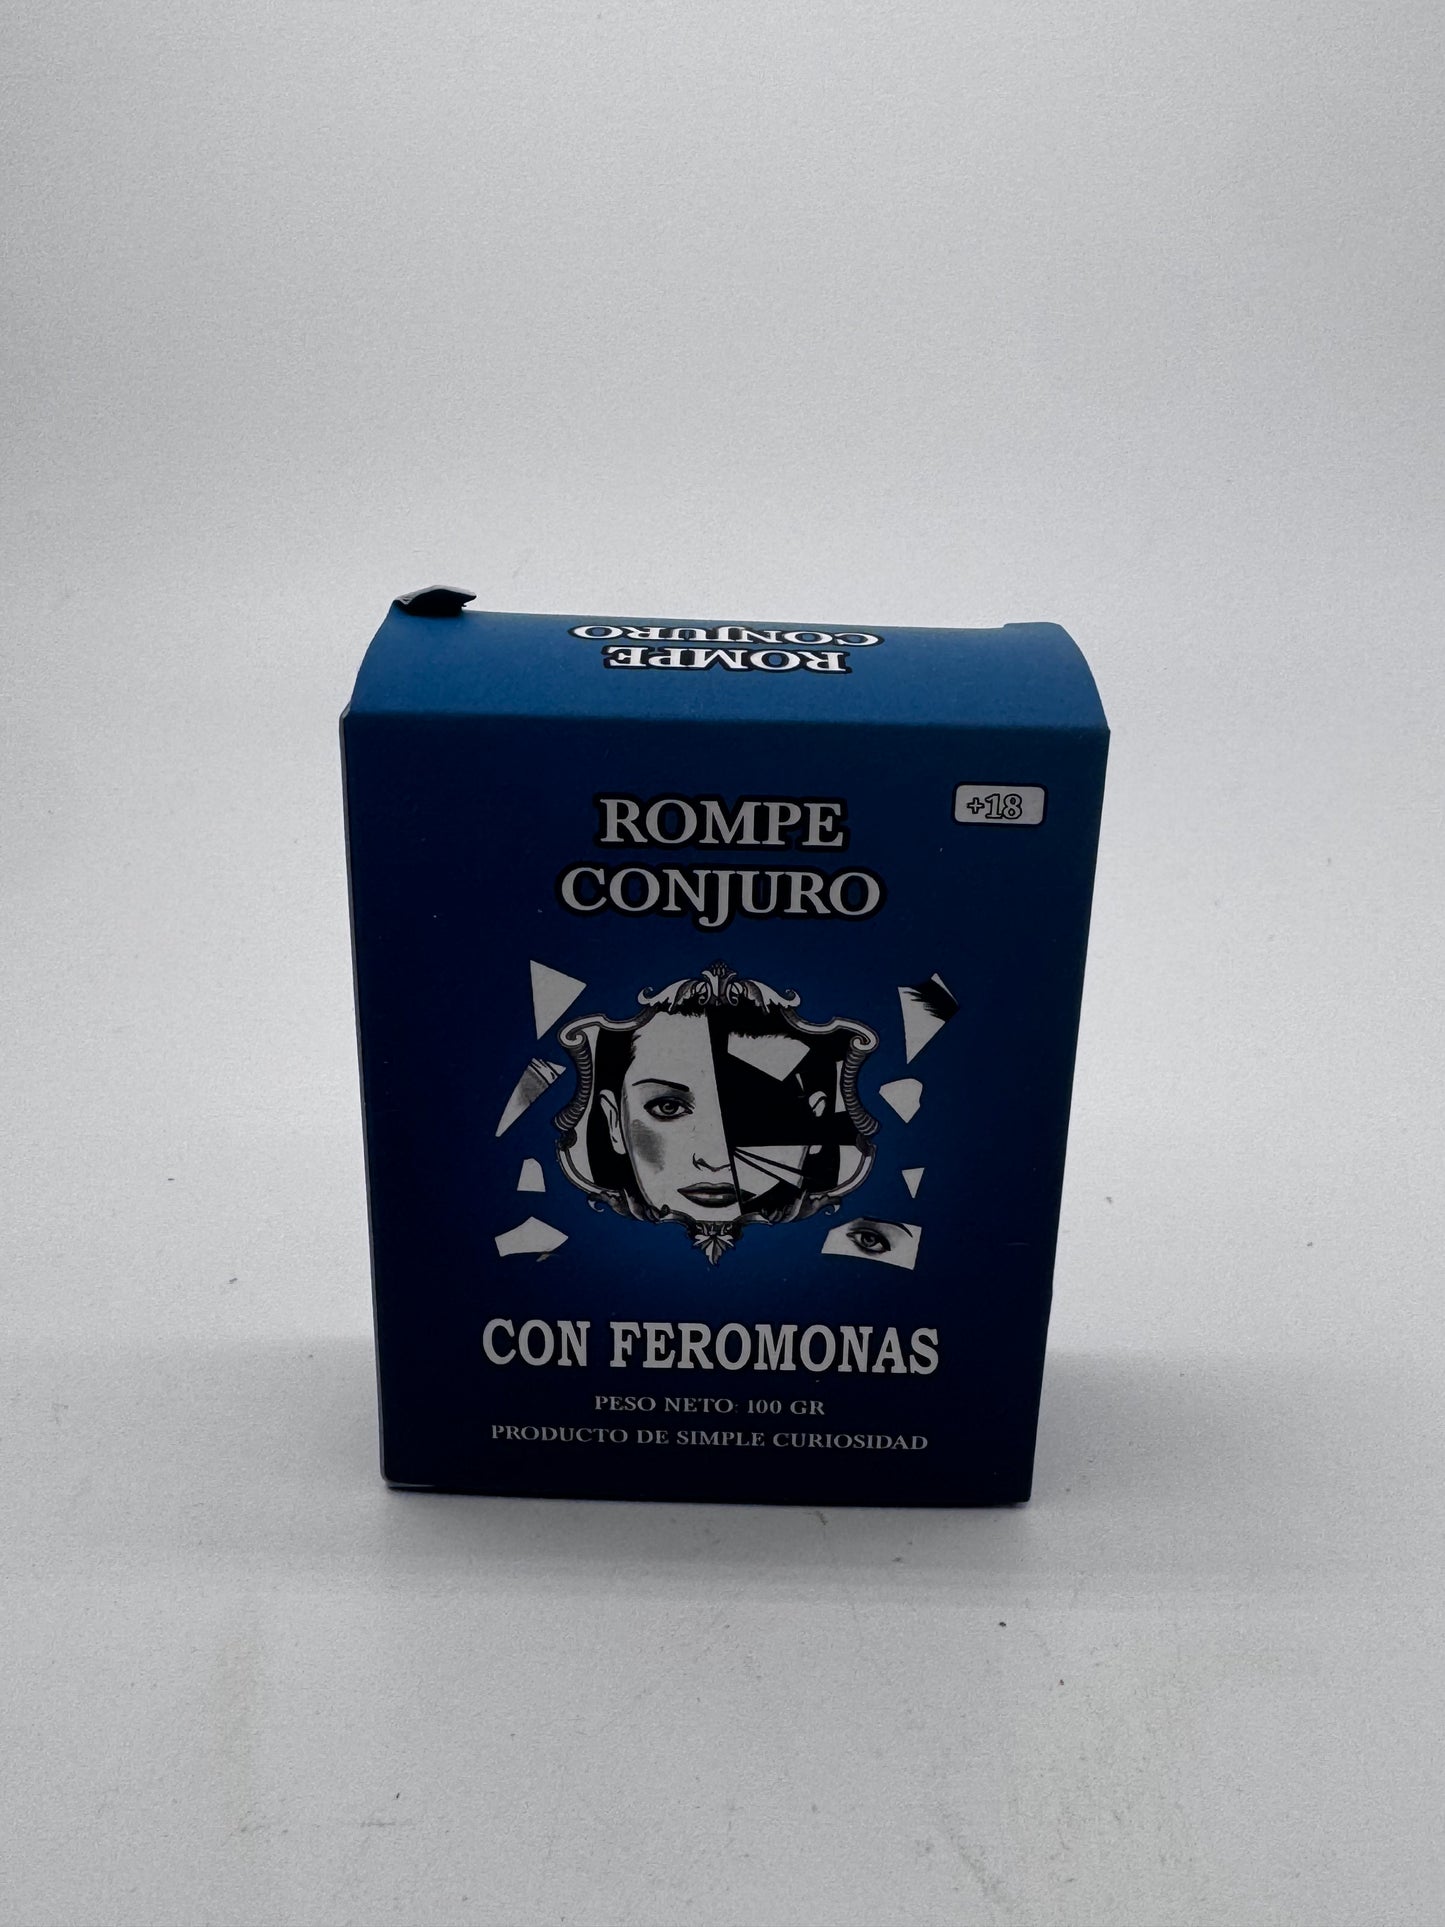 ROMPE
CONJURO
ROMPE
CONJURO
+18
CON FEROMONAS
PESO NETO: 100 GR
PRODUCTO DE SIMPLE CURIOSIDAD